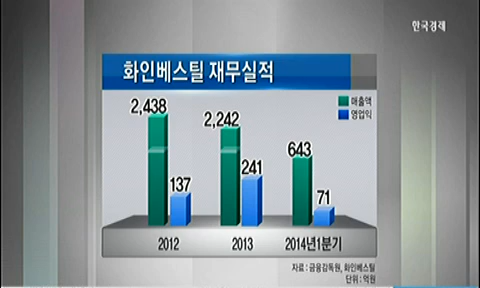 한국경제
화인베스틸 재무실적
매출액
영업익
2,438
137
2,242
241
643
71
2012
2013
2014년1분기
자료 : 금융감독원, 화인베스틸
단위 : 억원